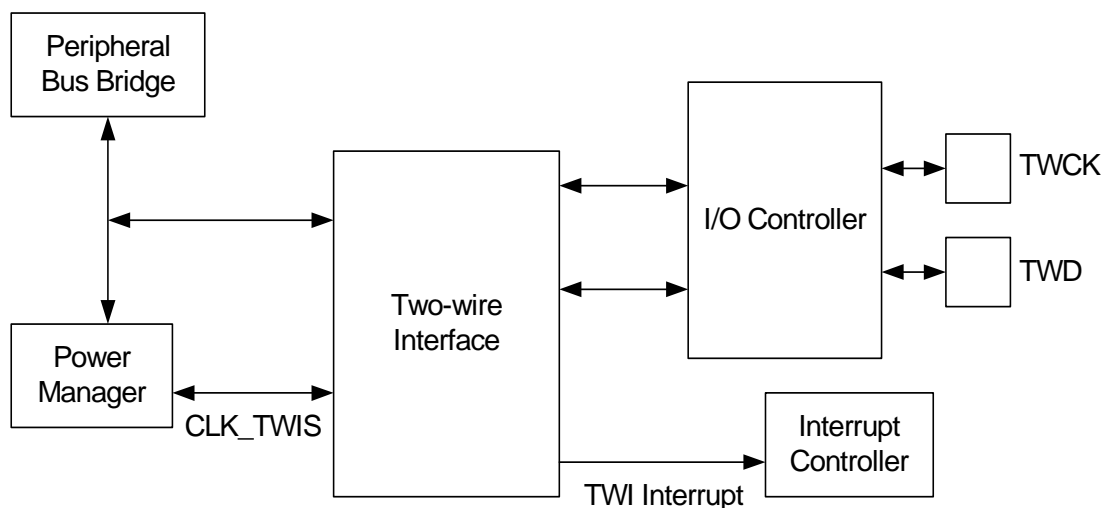 Peripheral
Bus Bridge
TWCK
I/O Controller
TWD
Two-wire
Interface
Power
Manager
CLK_TWIS
Interrupt
Controller
TWI Interrupt